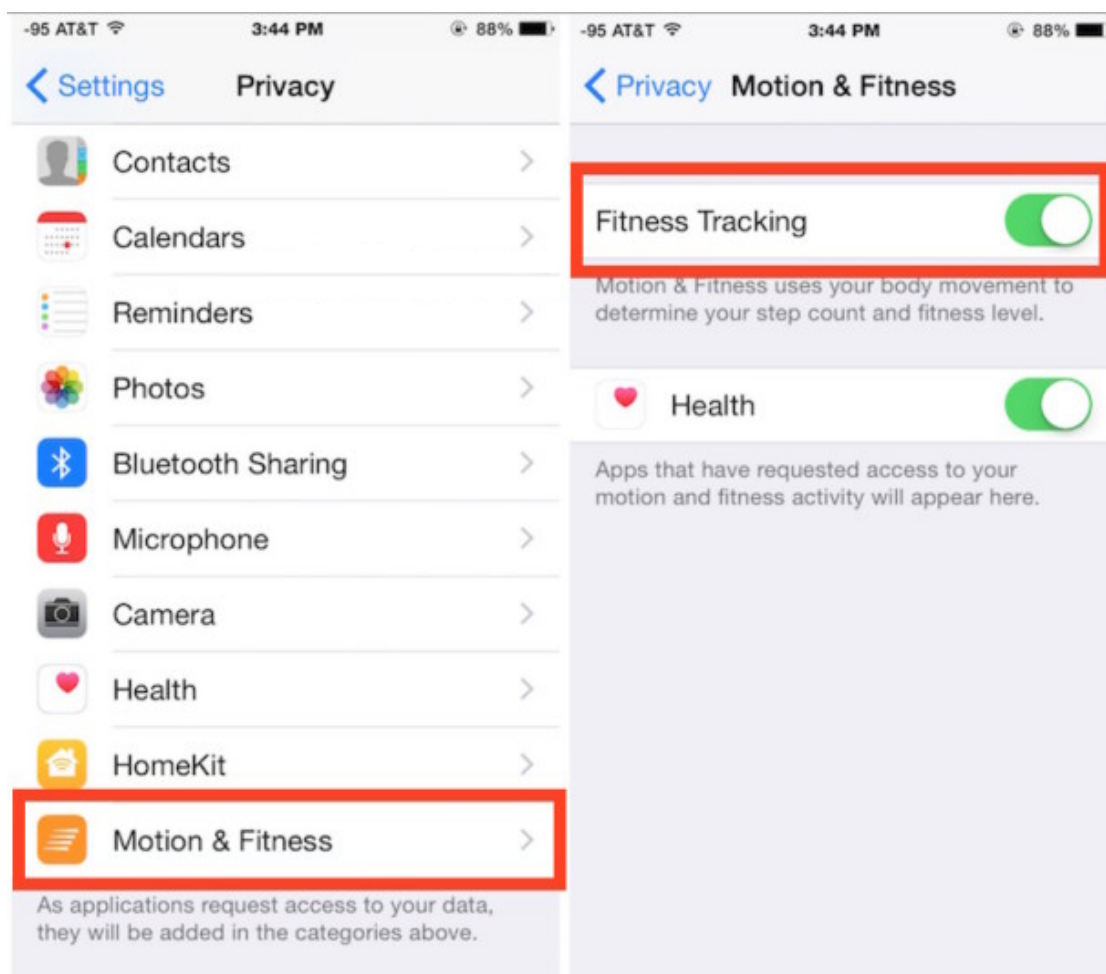 -95 AT&T 3:44 PM 88%
Settings Privacy
Contacts
Calendars
Reminders
Photos
Bluetooth Sharing
Microphone
Camera
Health
HomeKit
Motion & Fitness
As applications request access to your data,
they will be added in the categories above.
-95 AT&T 3:44 PM 88%
Privacy Motion & Fitness
Fitness Tracking
Motion & Fitness uses your body movement to
determine your step count and fitness level.
Health
Apps that have requested access to your
motion and fitness activity will appear here.